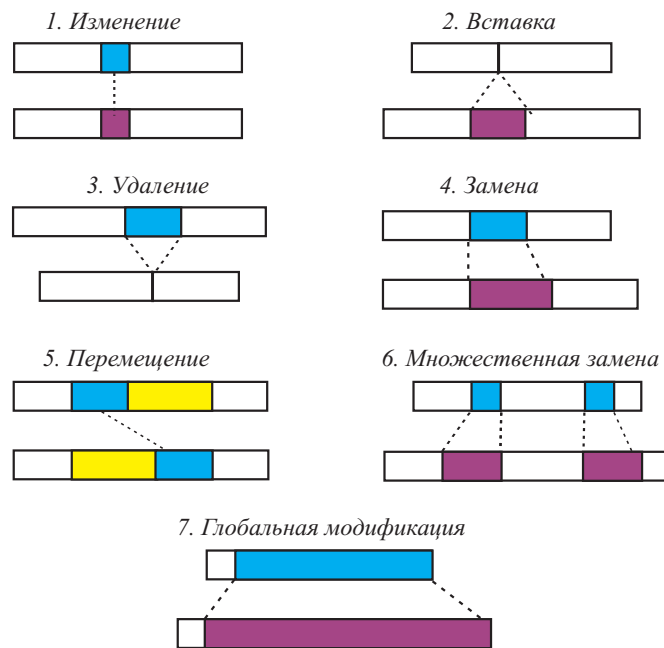 1. Изменение
2. Вставка
3. Удаление
4. Замена
5. Перемещение
6. Множественная замена
7. Глобальная модификация